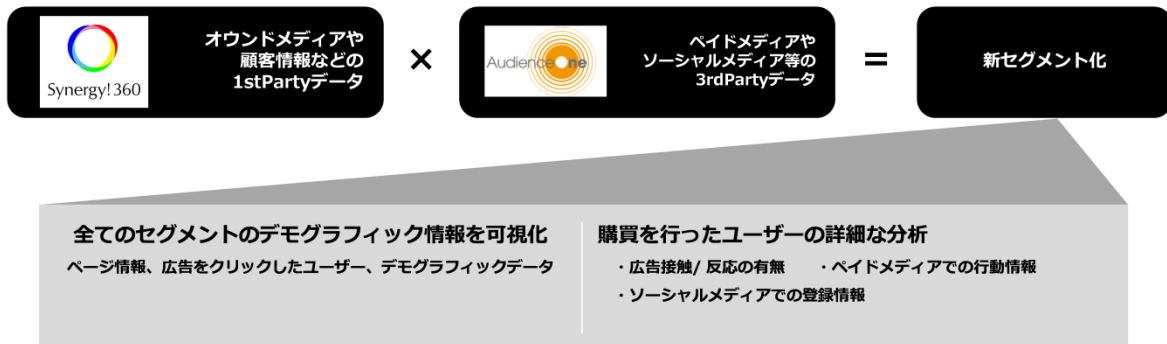 Synergy!360
オウンドメディアや
顧客情報などの
1stPartyデータ
×
AudienceOne
ペイドメディアや
ソーシャルメディア等の
3rdPartyデータ
=
新セグメント化
全てのセグメントのデモグラフィック情報を可視化
ページ情報、広告をクリックしたユーザー、デモグラフィックデータ
購買を行ったユーザーの詳細な分析
・広告接触/ 反応の有無 ・ペイドメディアでの行動情報
・ソーシャルメディアでの登録情報